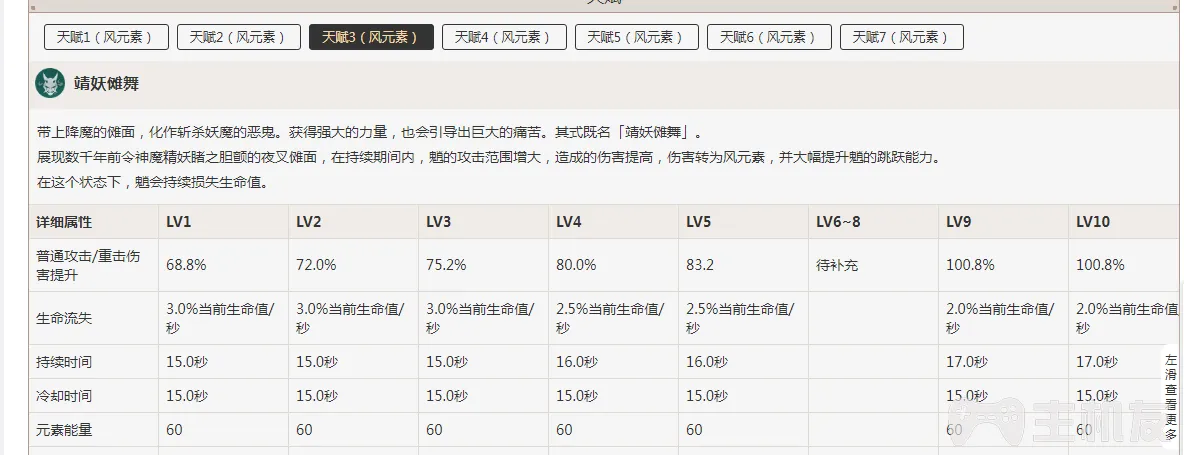 天赋1（风元素） 天赋2（风元素） 天赋3（风元素） 天赋4（风元素） 天赋5（风元素） 天赋6（风元素） 天赋7（风元素）
靖妖傩舞
带上降魔的傩面，化作斩杀妖魔的恶鬼。获得强大的力量，也会引导出巨大的痛苦。其式既名「靖妖傩舞」。
展现数千年前令神魔精妖睹之胆颤的夜叉傩面，在持续期间内，魈的攻击范围增大，造成的伤害提高，伤害转为风元素，并大幅提升魈的跳跃能力。
在这个状态下，魈会持续损失生命值。
详细属性 LV1 LV2 LV3 LV4 LV5 LV6~8 LV9 LV10
普通攻击/重击伤
害提升 68.8% 72.0% 75.2% 80.0% 83.2 待补充 100.8% 100.8%
生命流失 3.0%当前生命值/ 3.0%当前生命值/ 3.0%当前生命值/ 2.5%当前生命值/ 2.5%当前生命值/ 2.0%当前生命值/ 2.0%当前生命值
秒 秒 秒 秒 秒 秒 秒
持续时间 15.0秒 15.0秒 15.0秒 16.0秒 16.0秒 17.0秒 17.0秒
冷却时间 15.0秒 15.0秒 15.0秒 15.0秒 15.0秒 15.0秒 15.0秒
元素能量 60 60 60 60 60 60 60
左滑查看更多
主机友